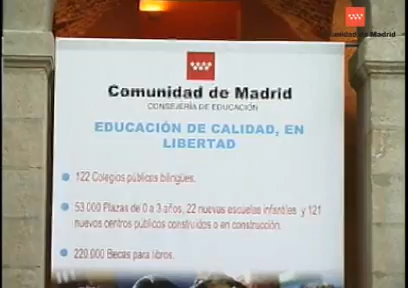 Comunidad de Madrid
Comunidad de Madrid
CONSEJERÍA DE EDUCACIÓN
EDUCACIÓN DE CALIDAD, EN
LIBERTAD
122 Colegios públicos bilingües.
53.000 Plazas de 0 a 3 años, 22 nuevas escuelas infantiles y 121
nuevos centros públicos construidos o en construcción.
220.000 Becas para libros.